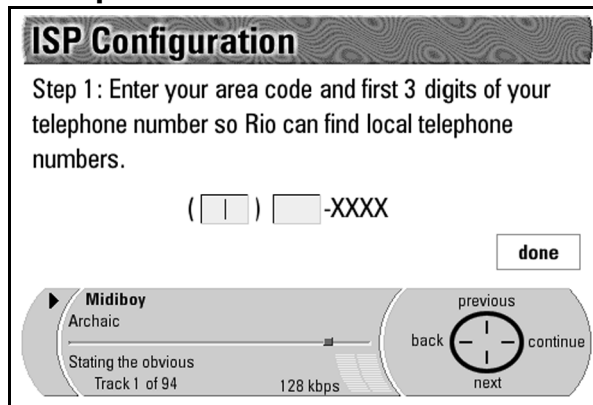 ISP Configuration
Step 1: Enter your area code and first 3 digits of your
telephone number so Rio can find local telephone
numbers.
( | ) -XXXX
done
Midiboy
Archaic
Stating the obvious
Track 1 of 94 128 kbps
previous
back continue
next